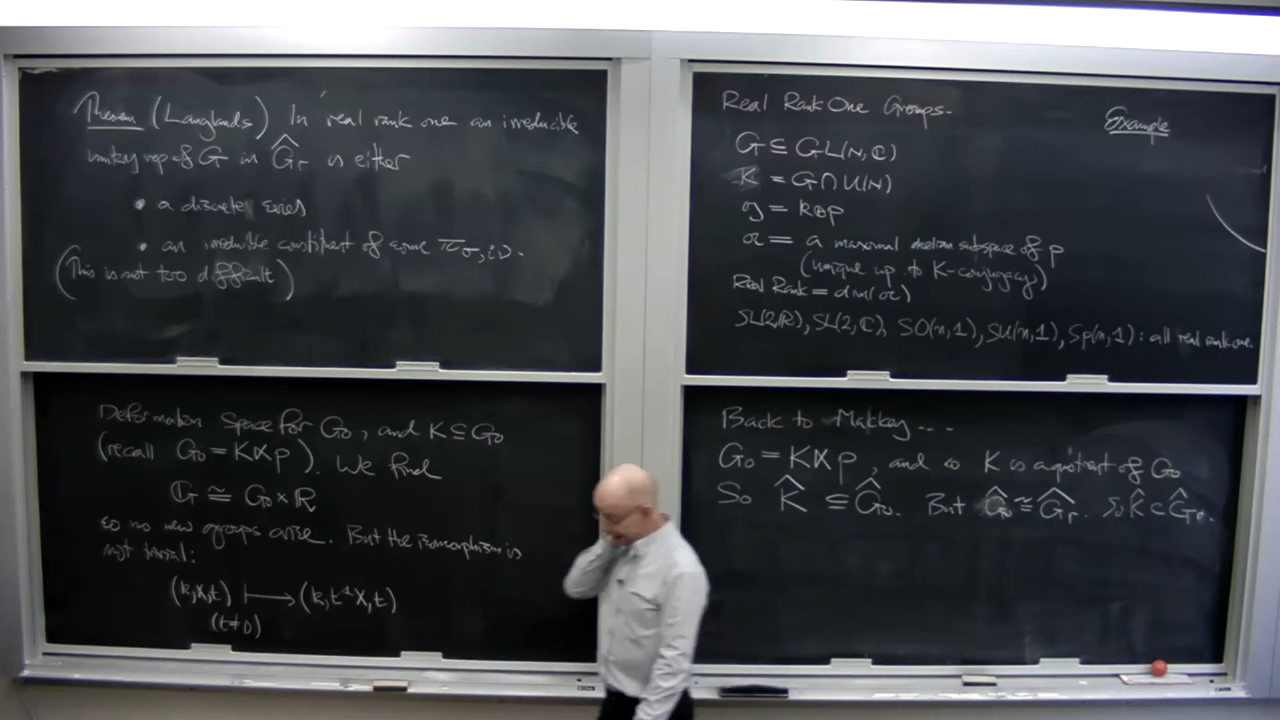 Theorem (Langlands) In real rank one an irreducible
unitary rep of G in Ĝ_r is either
• a discrete series
• an irreducible constituent of some π_{σ,iν}.
(This is not too difficult)
Deformation Space for G₀, and K ⊆ G₀
(recall G₀ = K⋉p). We find
𝔾 ≅ G₀ × ℝ
so no new groups arise. But the isomorphism is
not trivial:
(k,X,t) ⟼ (k,t⁻¹X,t)
(t≠0)
Real Rank One Groups-
Example
G ⊆ GL(N,ℂ)
K = G∩U(N)
𝔤 = k⊕p
𝔞 = a maximal abelian subspace of p
(unique up to K-conjugacy)
Real Rank = dim(𝔞)
SL(2,ℝ), SL(2,ℂ), SO(n,1), SU(n,1), Sp(n,1): all real rank one.
Back to Mackey...
G₀ = K⋉p, and so K is a quotient of G₀
So K̂ ⊆ Ĝ₀. But Ĝ₀ ≅ Ĝ_r. So K̂ ⊂ Ĝ_r.